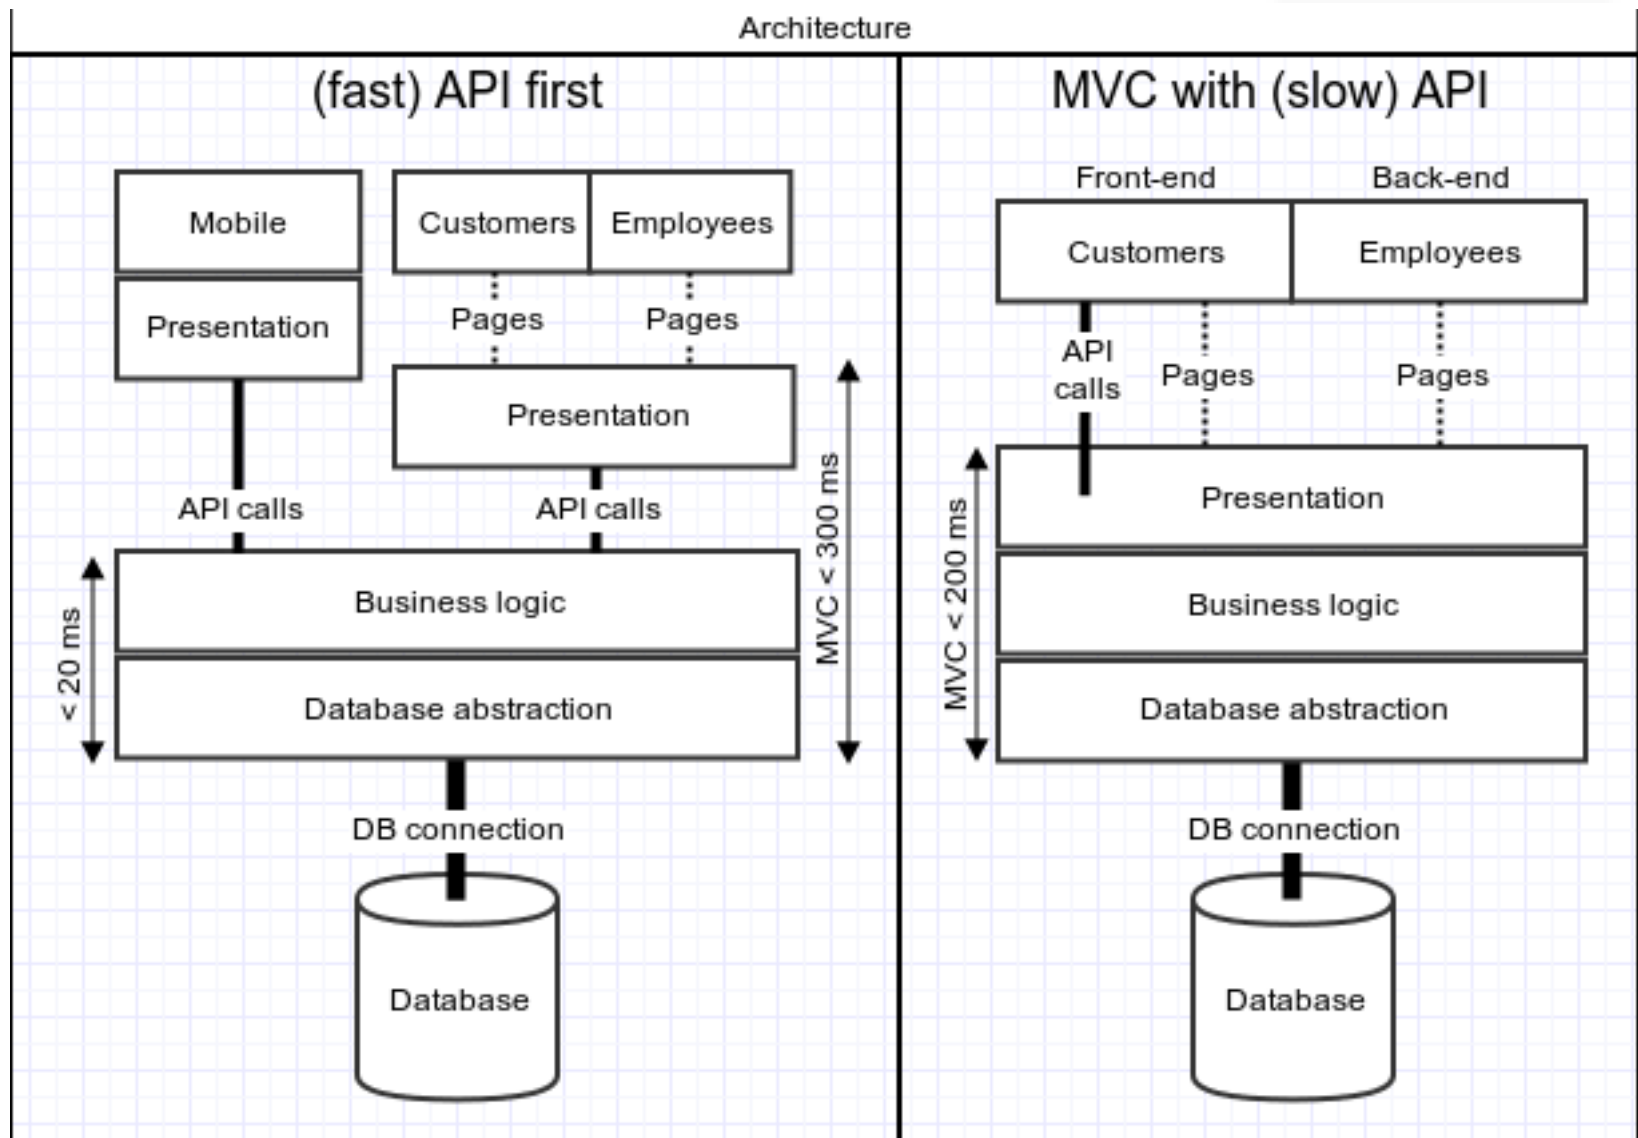 Architecture
(fast) API first
Mobile
Customers
Employees
Presentation
Pages
Pages
Presentation
API calls
API calls
MVC < 300 ms
< 20 ms
Business logic
Database abstraction
DB connection
Database
MVC with (slow) API
Front-end
Back-end
Customers
Employees
API
calls
Pages
Pages
MVC < 200 ms
Presentation
Business logic
Database abstraction
DB connection
Database